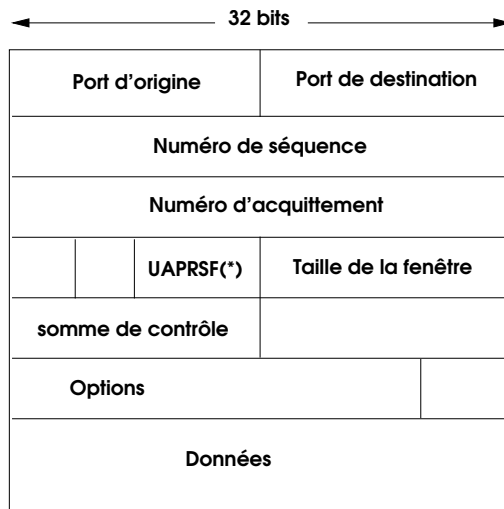 32 bits
Port d'origine Port de destination
Numéro de séquence
Numéro d'acquittement
UAPRSF(*) Taille de la fenêtre
somme de contrôle
Options
Données